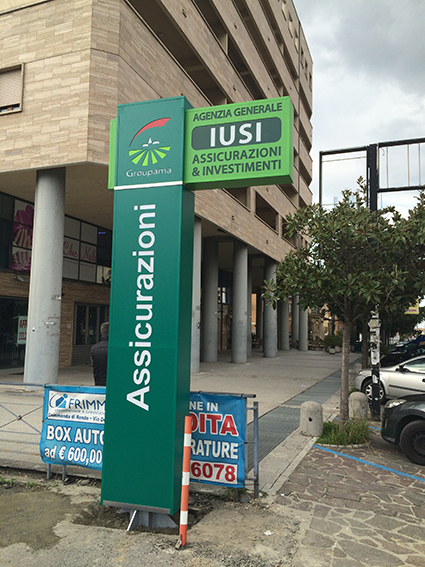 AGENZIA GENERALE
IUSI
ASSICURAZIONI
& INVESTIMENTI
Groupama
Assicurazioni
FRIMM
BOX AUTO
ad € 600,00
NE IN
DITA
RATURE
6078